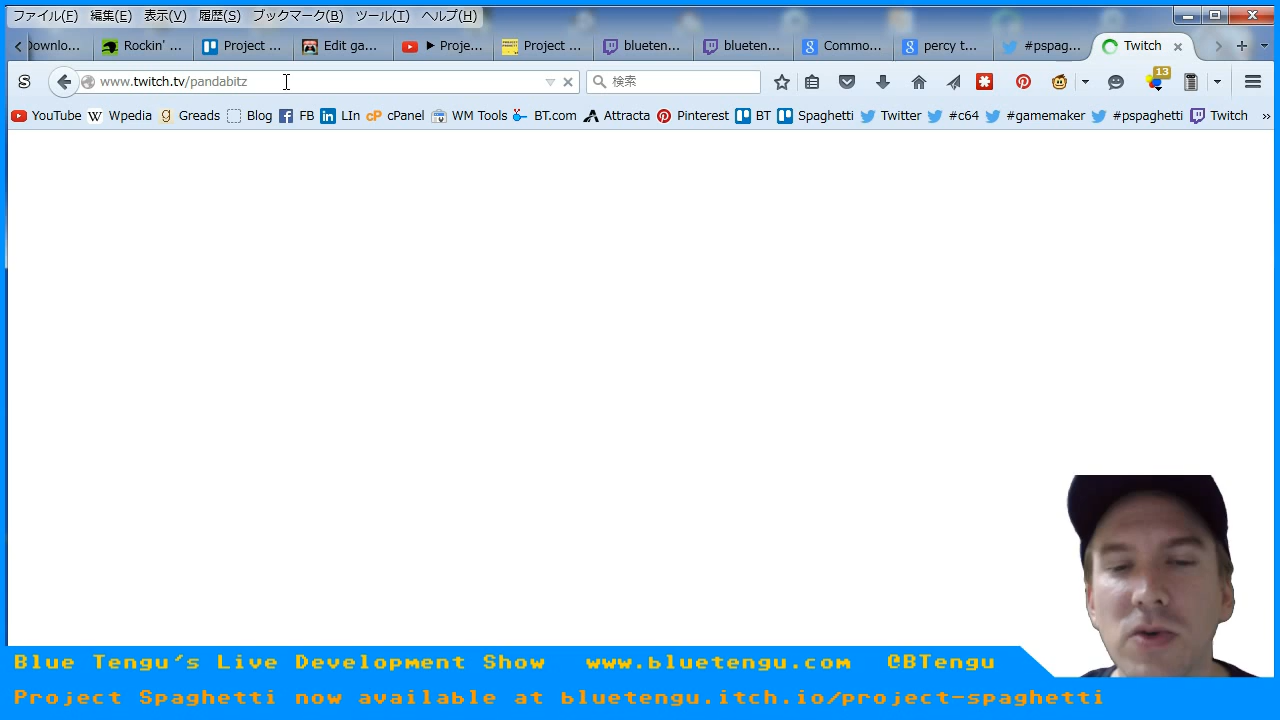 ファイル(F) 編集(E) 表示(V) 履歴(S) ブックマーク(B) ツール(T) ヘルプ(H)
Downlo... Rockin' ... Project ... Edit ga... ▶ Proje... Project ... blueten... blueten... Commo... percy t... #pspag... Twitch
S www.twitch.tv/pandabitz 検索 13
YouTube Wpedia Greads Blog FB LIn cPanel WM Tools BT.com Attracta Pinterest BT Spaghetti Twitter #c64 #gamemaker #pspaghetti Twitch »
Blue Tengu's Live Development Show www.bluetengu.com @BTengu
Project Spaghetti now available at bluetengu.itch.io/project-spaghetti